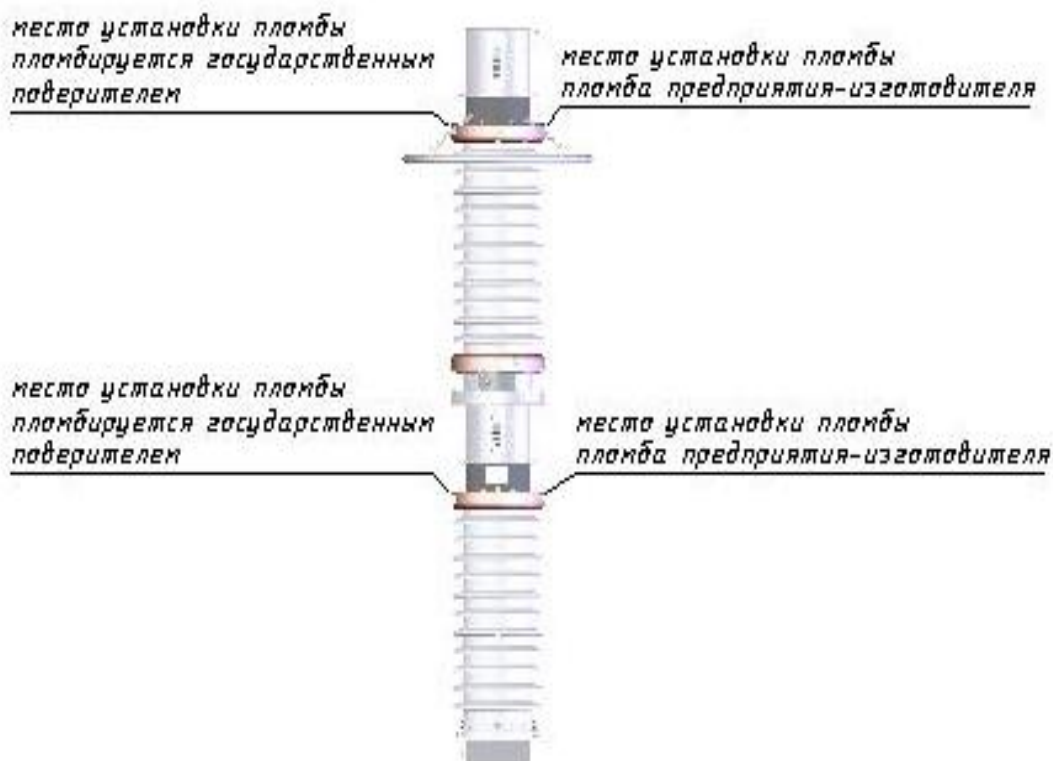 место установки пломбы
пломбируется государственным
поверителем
место установки пломбы
пломба предприятия-изготовителя
место установки пломбы
пломбируется государственным
поверителем
место установки пломбы
пломба предприятия-изготовителя